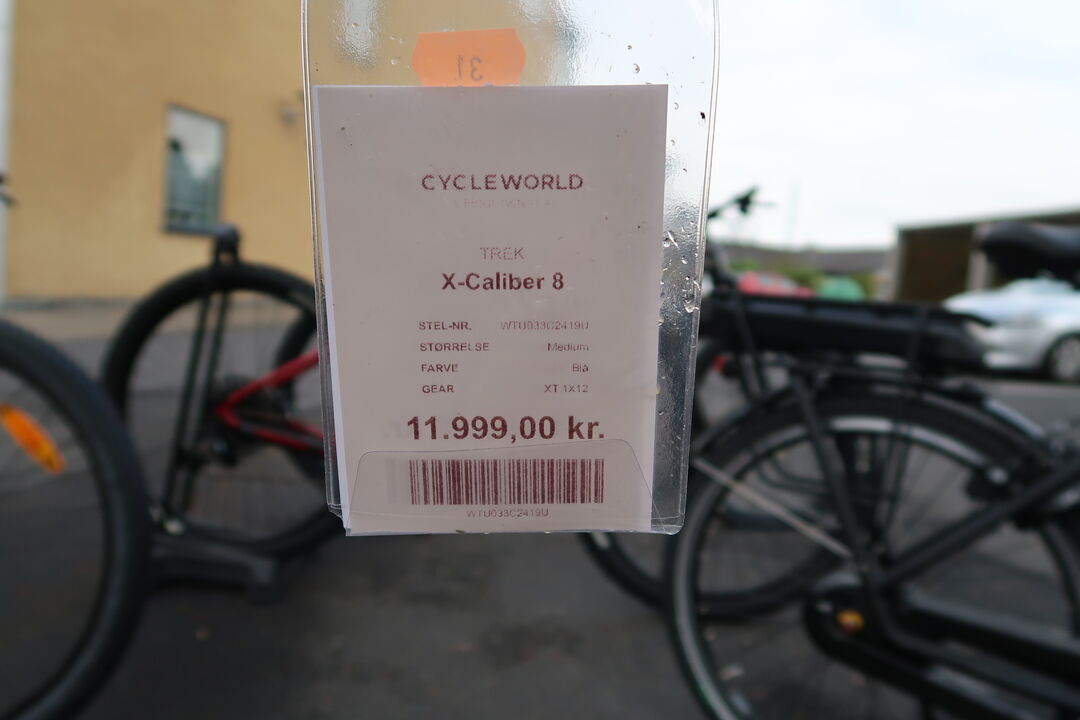 31
CYCLEWORLD
TREK
X-Caliber 8
STEL-NR. WTU033C2419U
STØRRELSE Medium
FARVE Blå
GEAR XT 1X12
11.999,00 kr.
WTU033C2419U